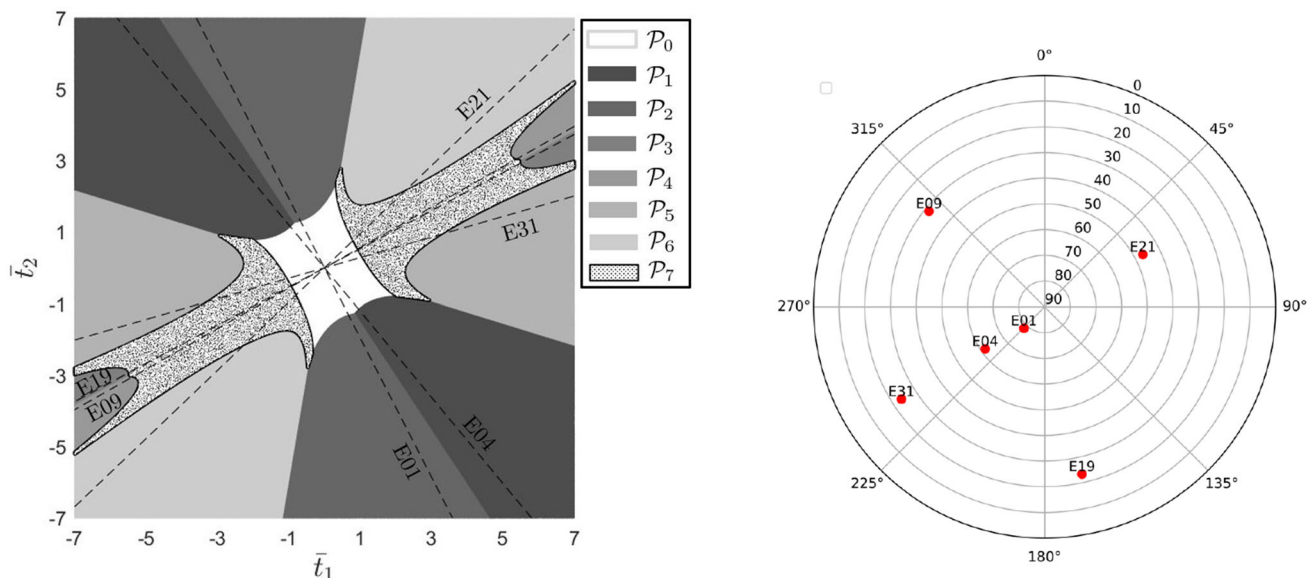 7
5
3
1
-1
-3
-5
-7
t̄₂
-7
-5
-3
-1
1
3
5
7
t̄₁
E21
E31
E19
E09
E01
E04
𝒫₀
𝒫₁
𝒫₂
𝒫₃
𝒫₄
𝒫₅
𝒫₆
𝒫₇
0°
45°
90°
135°
180°
225°
270°
315°
0
10
20
30
40
50
60
70
80
90
E09
E21
E01
E04
E31
E19